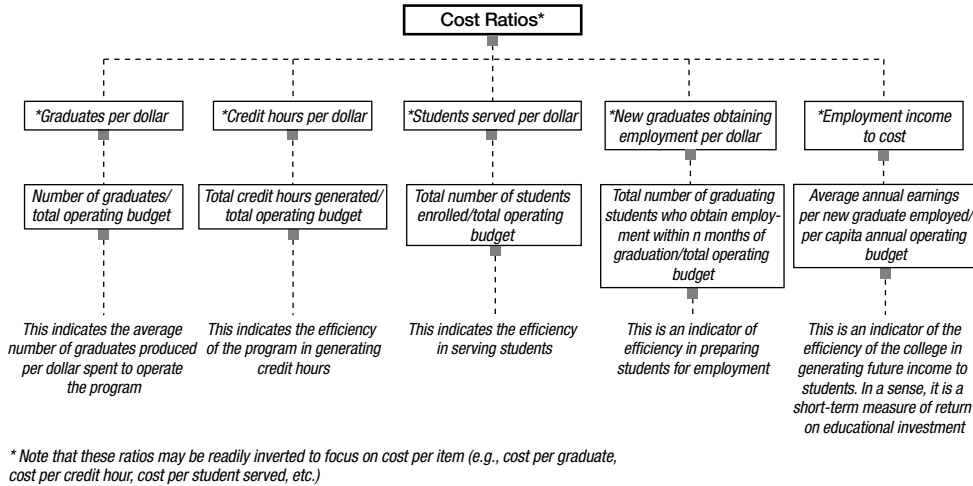 Cost Ratios*
*Graduates per dollar
Number of graduates/
total operating budget
This indicates the average
number of graduates produced
per dollar spent to operate
the program
*Credit hours per dollar
Total credit hours generated/
total operating budget
This indicates the efficiency
of the program in generating
credit hours
*Students served per dollar
Total number of students
enrolled/total operating
budget
This indicates the efficiency
in serving students
*New graduates obtaining
employment per dollar
Total number of graduating
students who obtain employ-
ment within n months of
graduation/total operating
budget
This is an indicator of
efficiency in preparing
students for employment
*Employment income
to cost
Average annual earnings
per new graduate employed/
per capita annual operating
budget
This is an indicator of the
efficiency of the college in
generating future income to
students. In a sense, it is a
short-term measure of return
on educational investment
* Note that these ratios may be readily inverted to focus on cost per item (e.g., cost per graduate,
cost per credit hour, cost per student served, etc.)